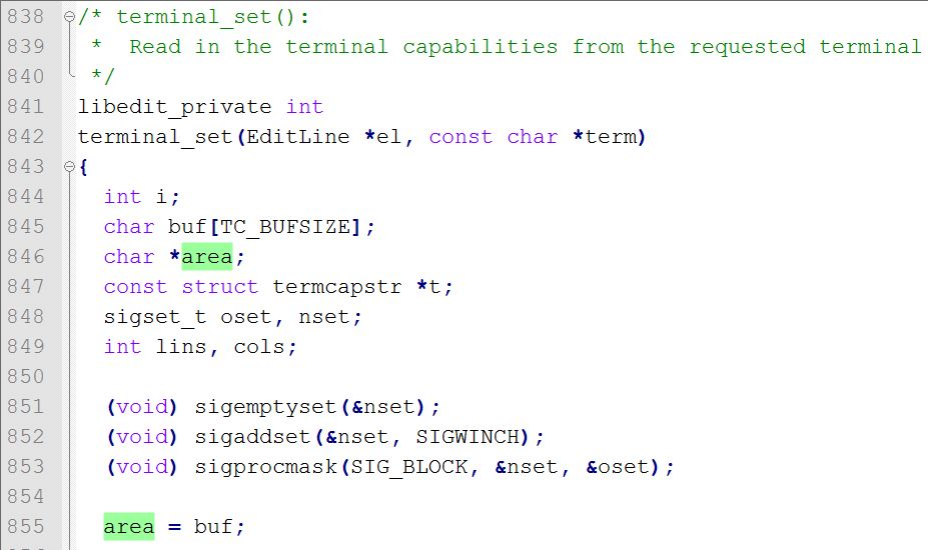 838 /* terminal_set():
839 * Read in the terminal capabilities from the requested terminal
840 */
841 libedit_private int
842 terminal_set(EditLine *el, const char *term)
843 {
844 int i;
845 char buf[TC_BUFSIZE];
846 char *area;
847 const struct termcapstr *t;
848 sigset_t oset, nset;
849 int lins, cols;
850
851 (void) sigemptyset(&nset);
852 (void) sigaddset(&nset, SIGWINCH);
853 (void) sigprocmask(SIG_BLOCK, &nset, &oset);
854
855 area = buf;